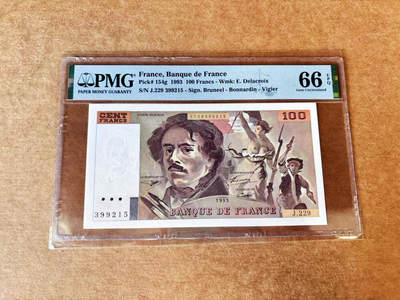 PMG
PAPER MONEY GUARANTY
France, Banque de France
Pick# 154g 1993 100 Francs - Wmk: E. Delacroix
S/N J.229 399215 - Sign. Bruneel - Bonnardin - Vigier
66 EPQ
Gem Uncirculated
CENT
FRANCS
100
1993
399215
BANQUE DE FRANCE
J.229